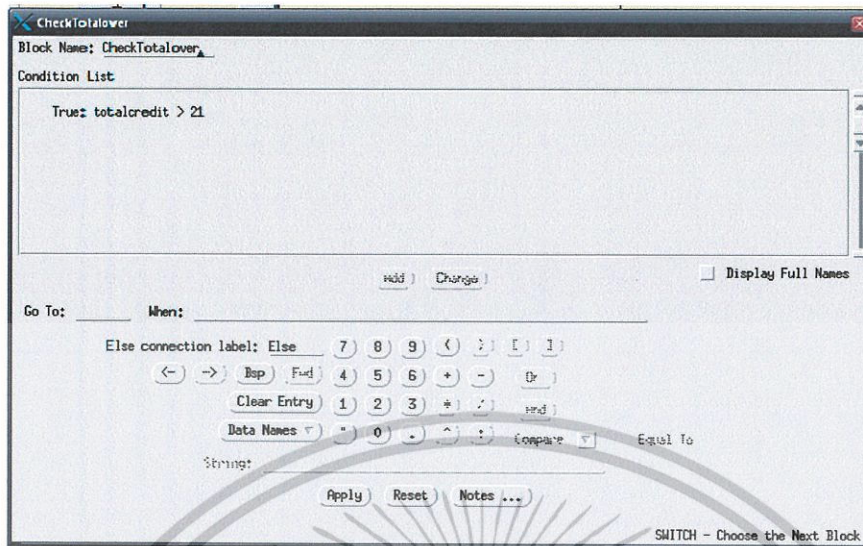 CheckTotalover
Block Name: CheckTotalover
Condition List
True: totalcredit > 21
Add Change
Display Full Names
Go To: When:
Else connection label: Else 7 8 9 ( ) [ ]
<- -> Bsp Fwd 4 5 6 + - Or
Clear Entry 1 2 3 * / And
Data Names " 0 . ^ : Compare Equal To
String:
Apply Reset Notes ...
SWITCH - Choose the Next Block